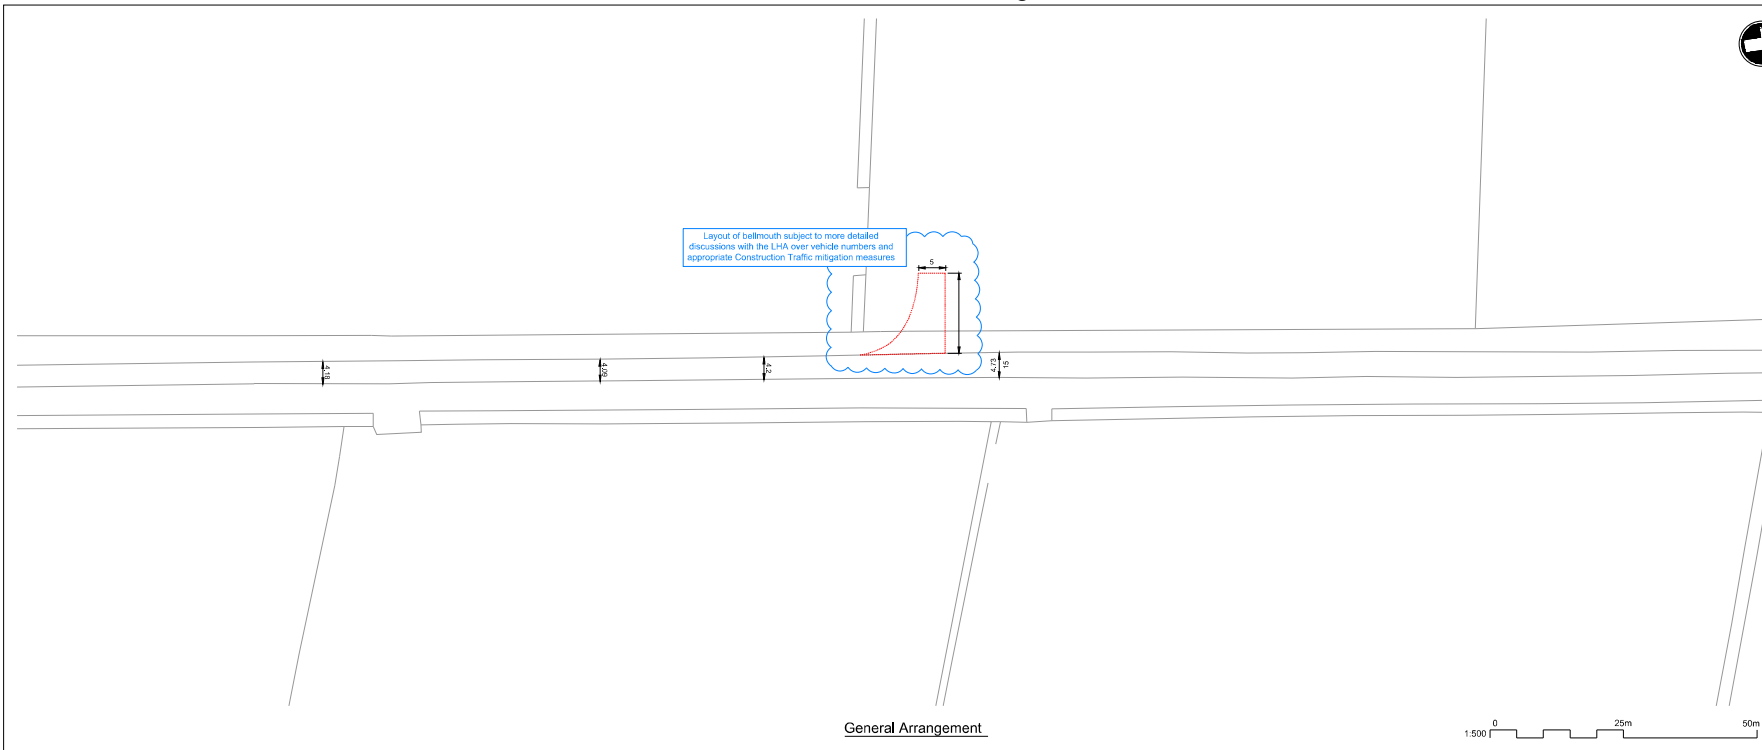 Layout of bellmouth subject to more detailed
discussions with the LHA over vehicle numbers and
appropriate Construction Traffic mitigation measures
5
4.18
4.09
4.2
4.73
15
General Arrangement
1:500
0
25m
50m